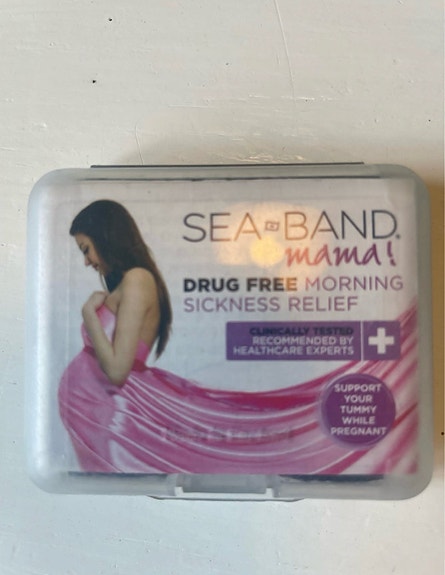 SEA-BAND®
mama!
DRUG FREE MORNING
SICKNESS RELIEF
CLINICALLY TESTED
RECOMMENDED BY
HEALTHCARE EXPERTS
SUPPORT
YOUR
TUMMY
WHILE
PREGNANT